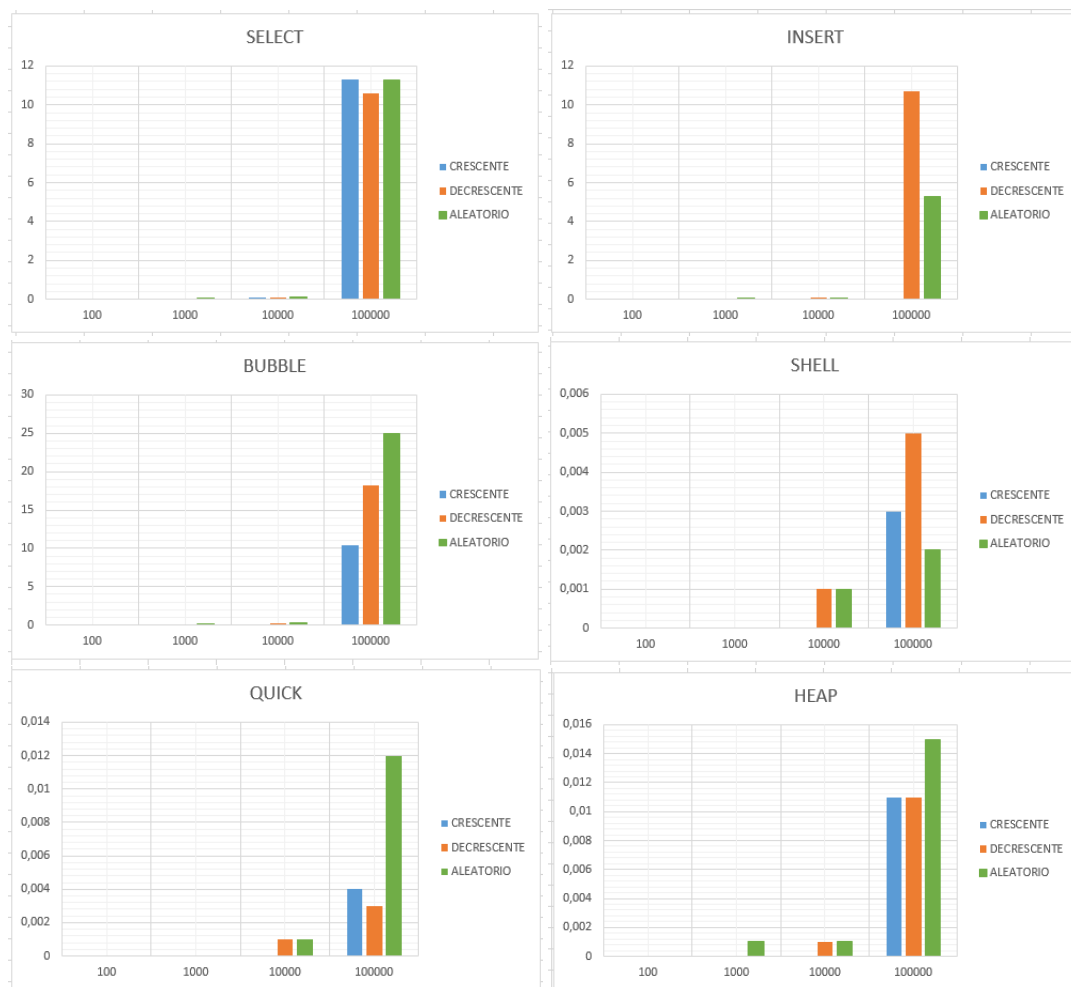 SELECT
12
10
8
6
4
2
0
100 1000 10000 100000
CRESCENTE
DECRESCENTE
ALEATORIO
INSERT
12
10
8
6
4
2
0
100 1000 10000 100000
CRESCENTE
DECRESCENTE
ALEATORIO
BUBBLE
30
25
20
15
10
5
0
100 1000 10000 100000
CRESCENTE
DECRESCENTE
ALEATORIO
SHELL
0,006
0,005
0,004
0,003
0,002
0,001
0
100 1000 10000 100000
CRESCENTE
DECRESCENTE
ALEATORIO
QUICK
0,014
0,012
0,01
0,008
0,006
0,004
0,002
0
100 1000 10000 100000
CRESCENTE
DECRESCENTE
ALEATORIO
HEAP
0,016
0,014
0,012
0,01
0,008
0,006
0,004
0,002
0
100 1000 10000 100000
CRESCENTE
DECRESCENTE
ALEATORIO